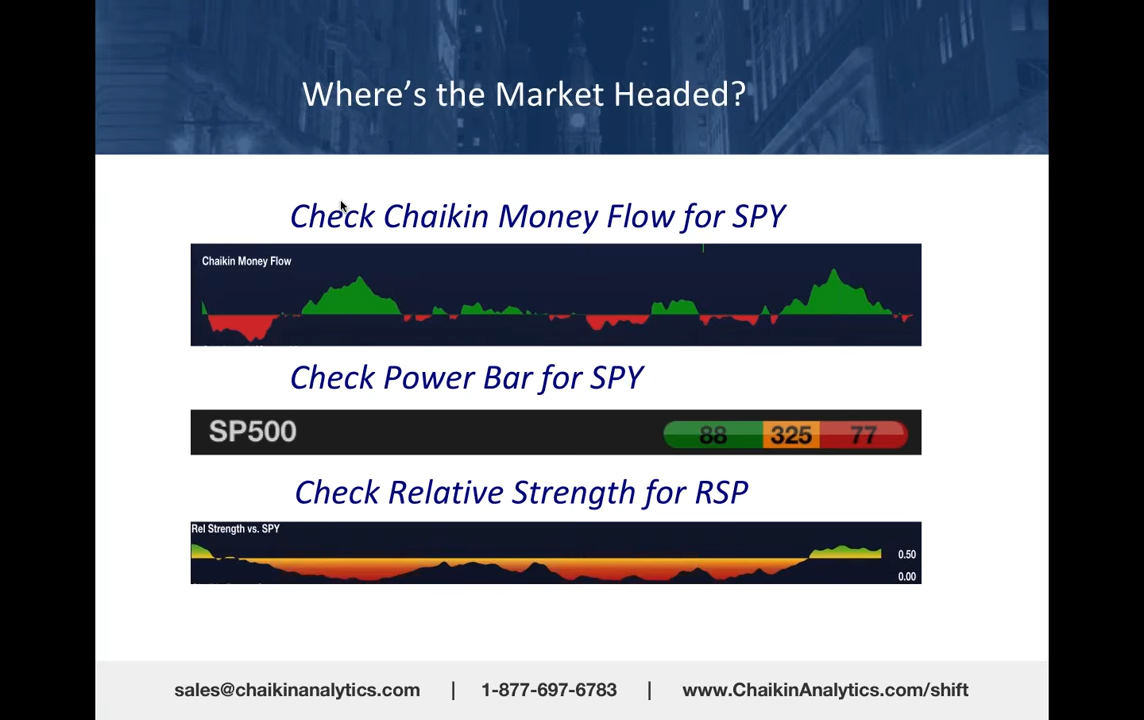 Where's the Market Headed?
Check Chaikin Money Flow for SPY
Chaikin Money Flow
Check Power Bar for SPY
SP500 88 325 77
Check Relative Strength for RSP
Rel Strength vs. SPY
0.50
0.00
sales@chaikinanalytics.com | 1-877-697-6783 | www.ChaikinAnalytics.com/shift